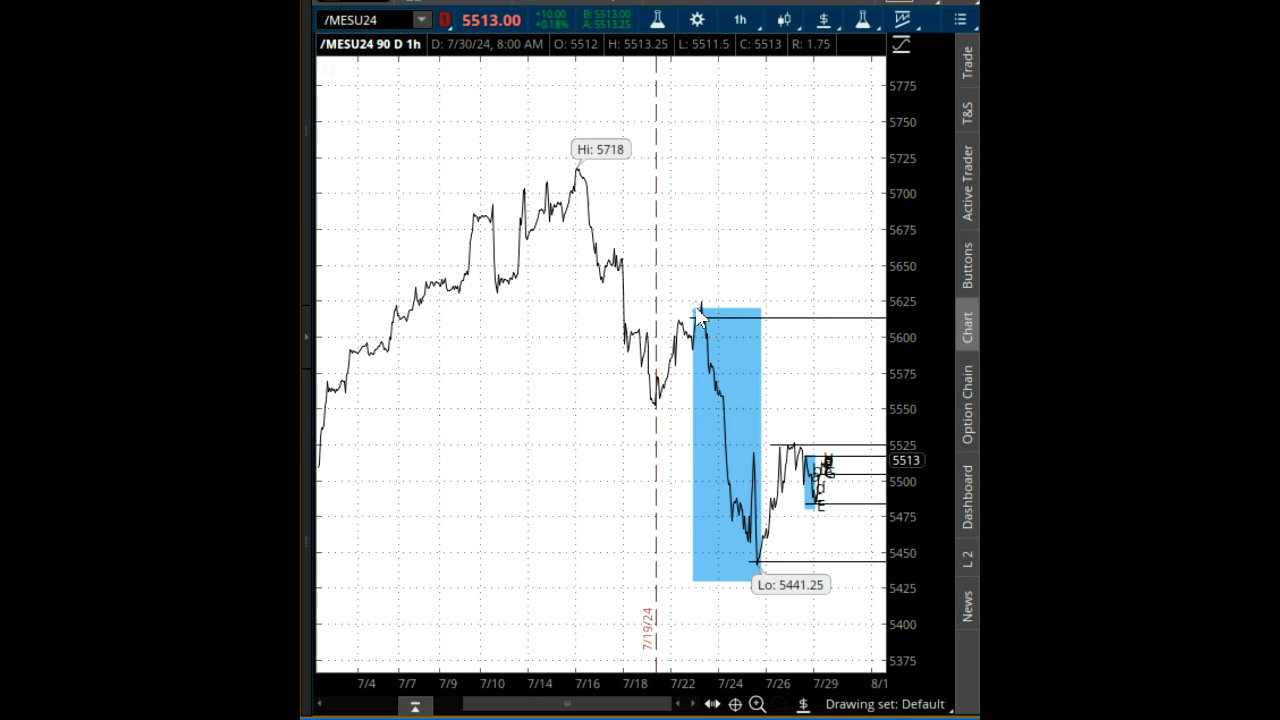 /MESU24 1 5513.00 +10.00 +0.18% B: 5513.00 A: 5513.25 1h $
/MESU24 90 D 1h D: 7/30/24, 8:00 AM O: 5512 H: 5513.25 L: 5511.5 C: 5513 R: 1.75
Trade
T&S
Active Trader
Buttons
Chart
Option Chain
Dashboard
L 2
News
Hi: 5718
Lo: 5441.25
7/19/24
5775
5750
5725
5700
5675
5650
5625
5600
5575
5550
5525
5513
5500
5475
5450
5425
5400
5375
7/4 7/7 7/9 7/10 7/14 7/16 7/18 7/22 7/24 7/26 7/29 8/1
$ Drawing set: Default